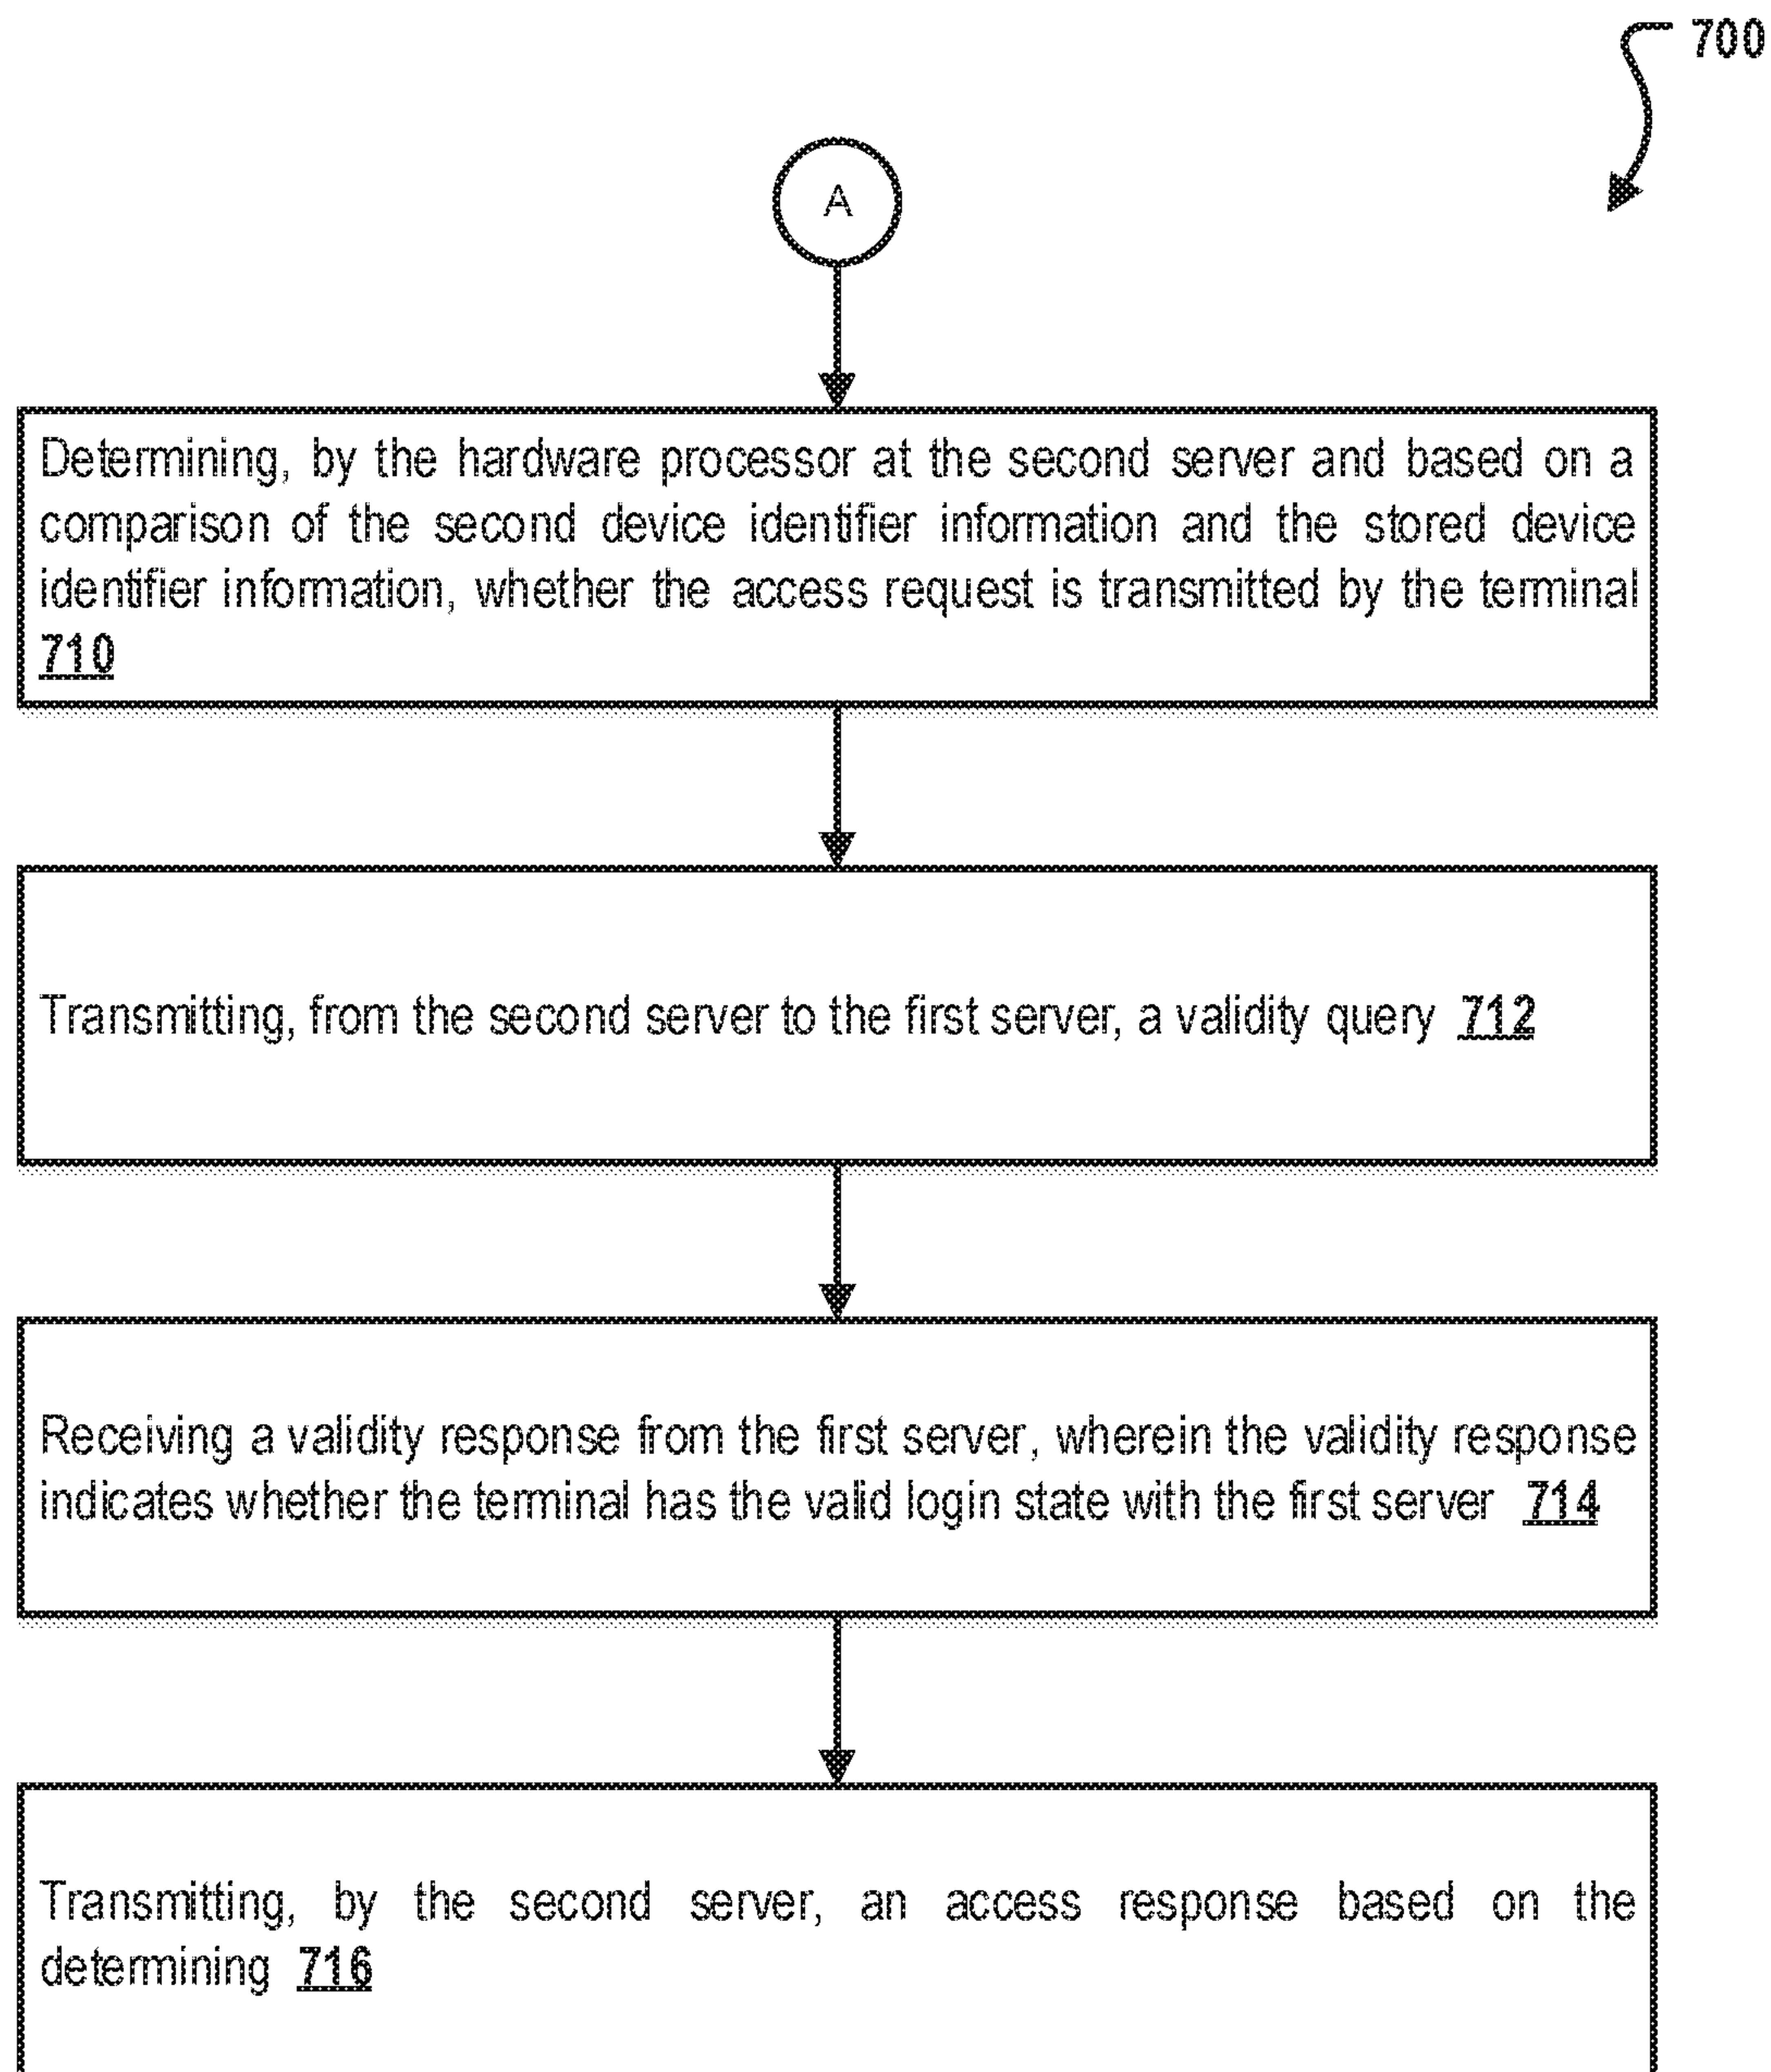 700
A
Determining, by the hardware processor at the second server and based on a
comparison of the second device identifier information and the stored device
identifier information, whether the access request is transmitted by the terminal
710
Transmitting, from the second server to the first server, a validity query 712
Receiving a validity response from the first server, wherein the validity response
indicates whether the terminal has the valid login state with the first server 714
Transmitting, by the second server, an access response based on the
determining 716